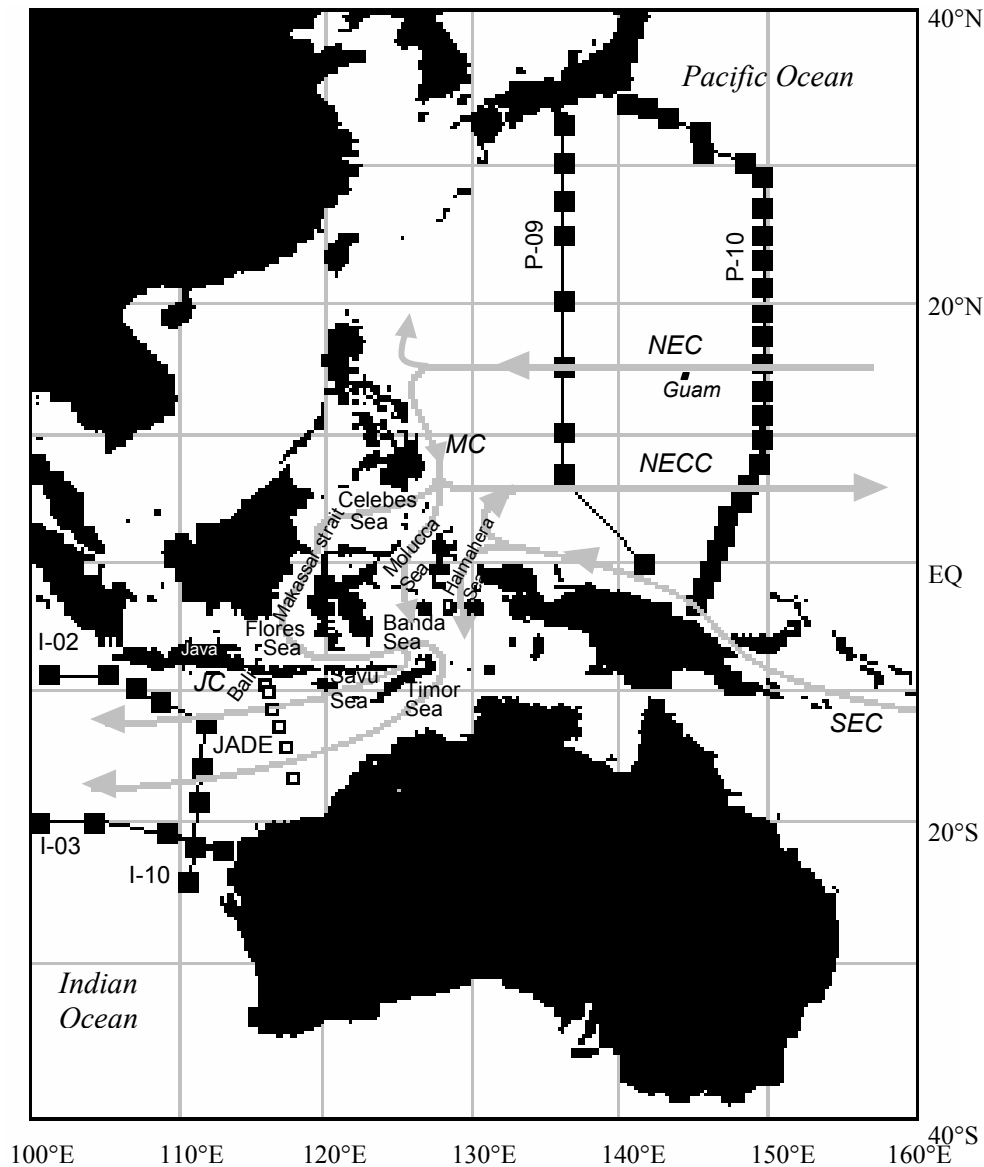 40°N
Pacific Ocean
P-09
P-10
20°N
NEC
Guam
MC
NECC
Celebes
Sea
Makassar strait
Molucca
Sea
Halmahera
Sea
EQ
Banda
Sea
Flores
Sea
I-02
Java
JC
Bali
Savu
Sea
Timor
Sea
SEC
JADE
I-03
20°S
I-10
Indian
Ocean
40°S
100°E 110°E 120°E 130°E 140°E 150°E 160°E